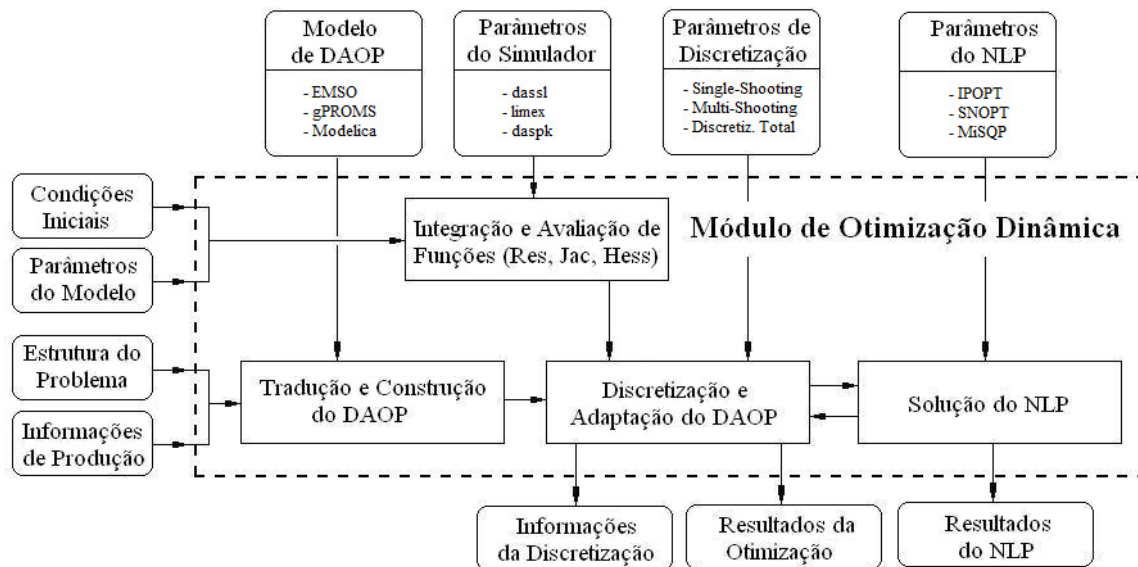 Modelo
de DAOP
- EMSO
- gPROMS
- Modelica
Parâmetros
do Simulador
- dassl
- limex
- daspk
Parâmetros de
Discretização
- Single-Shooting
- Multi-Shooting
- Discretiz. Total
Parâmetros
do NLP
- IPOPT
- SNOPT
- MiSQP
Condições
Iniciais
Parâmetros
do Modelo
Estrutura do
Problema
Informações
de Produção
Integração e Avaliação de
Funções (Res, Jac, Hess)
Módulo de Otimização Dinâmica
Tradução e Construção
do DAOP
Discretização e
Adaptação do DAOP
Solução do NLP
Informações
da Discretização
Resultados da
Otimização
Resultados
do NLP